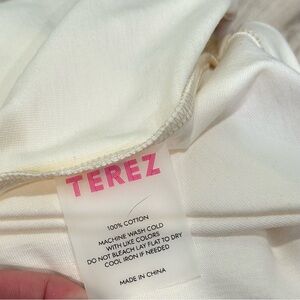 TEREZ
100% COTTON
MACHINE WASH COLD
WITH LIKE COLORS
DO NOT BLEACH LAY FLAT TO DRY
COOL IRON IF NEEDED
MADE IN CHINA